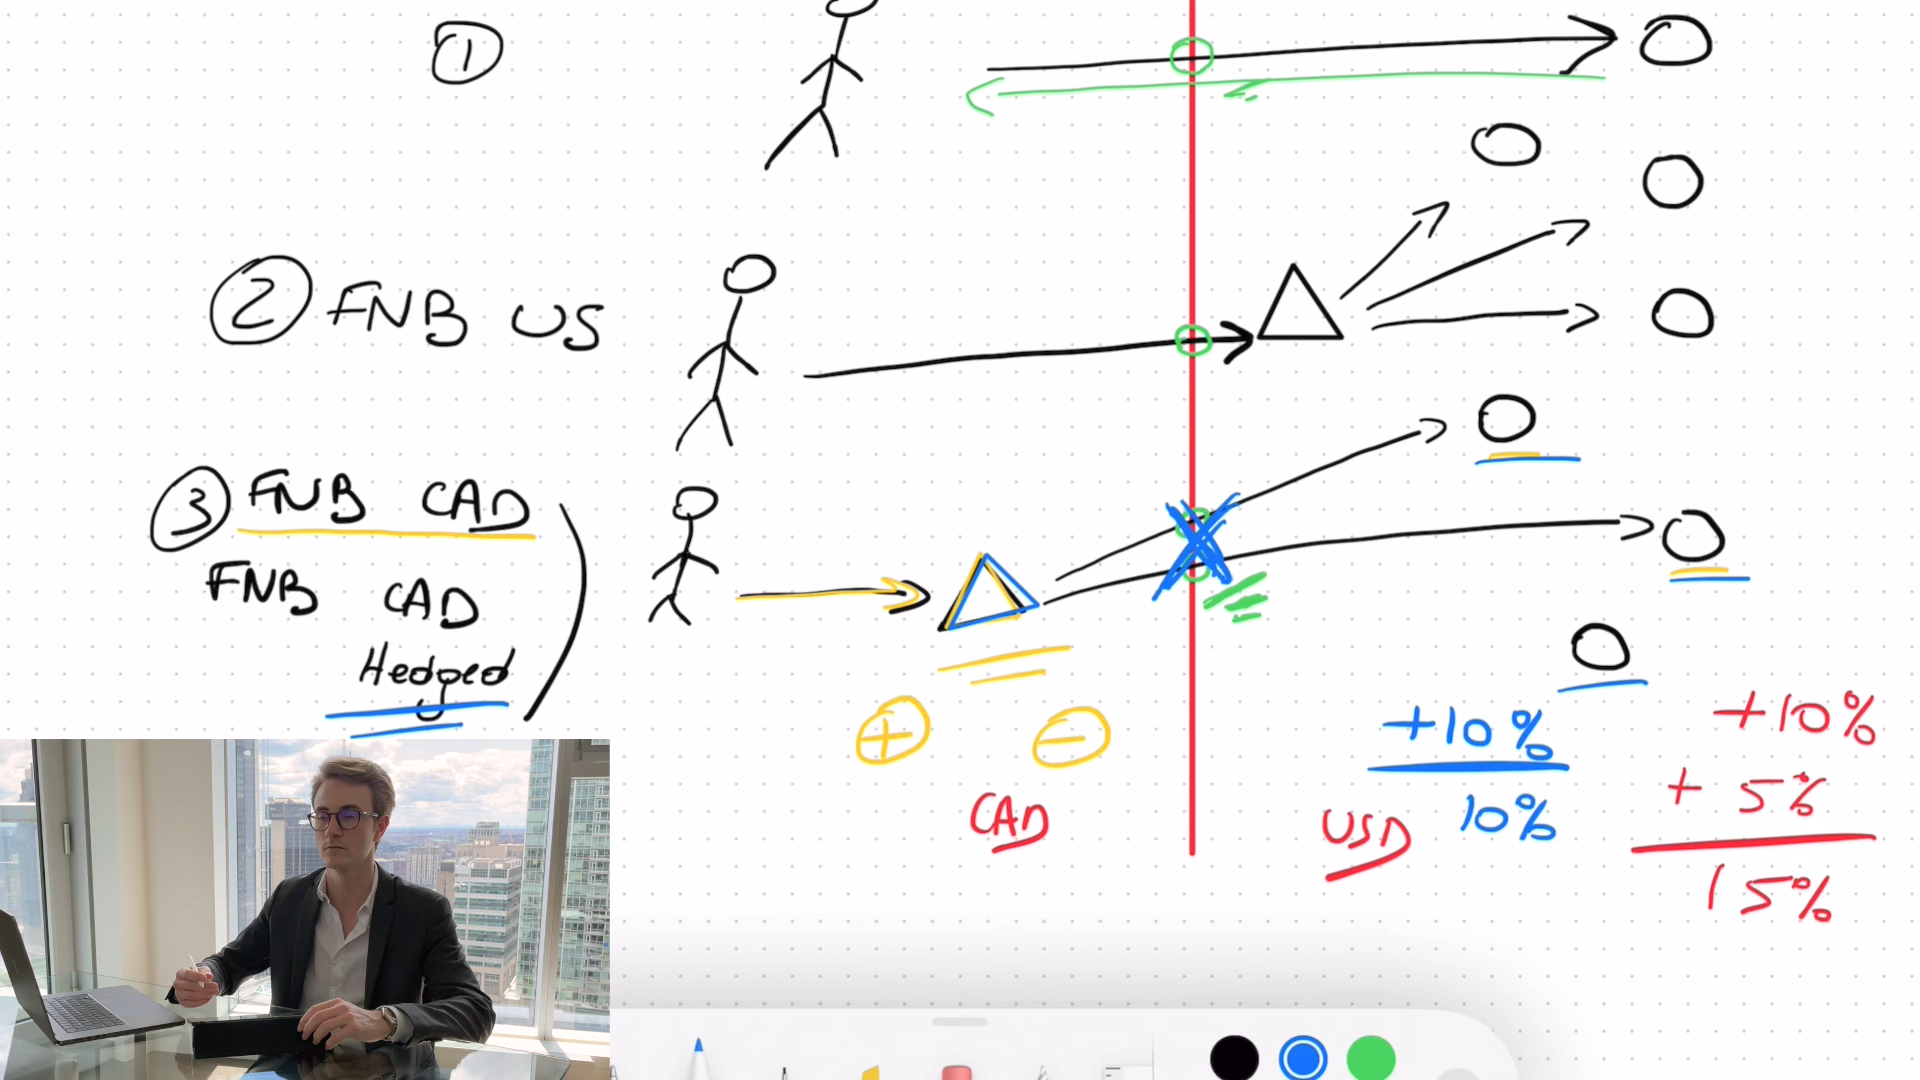 1
2 FNB US
3 FNB CAD
FNB CAD
Hedged
+ -
CAD
USD
+10%
10%
+10%
+ 5%
15%